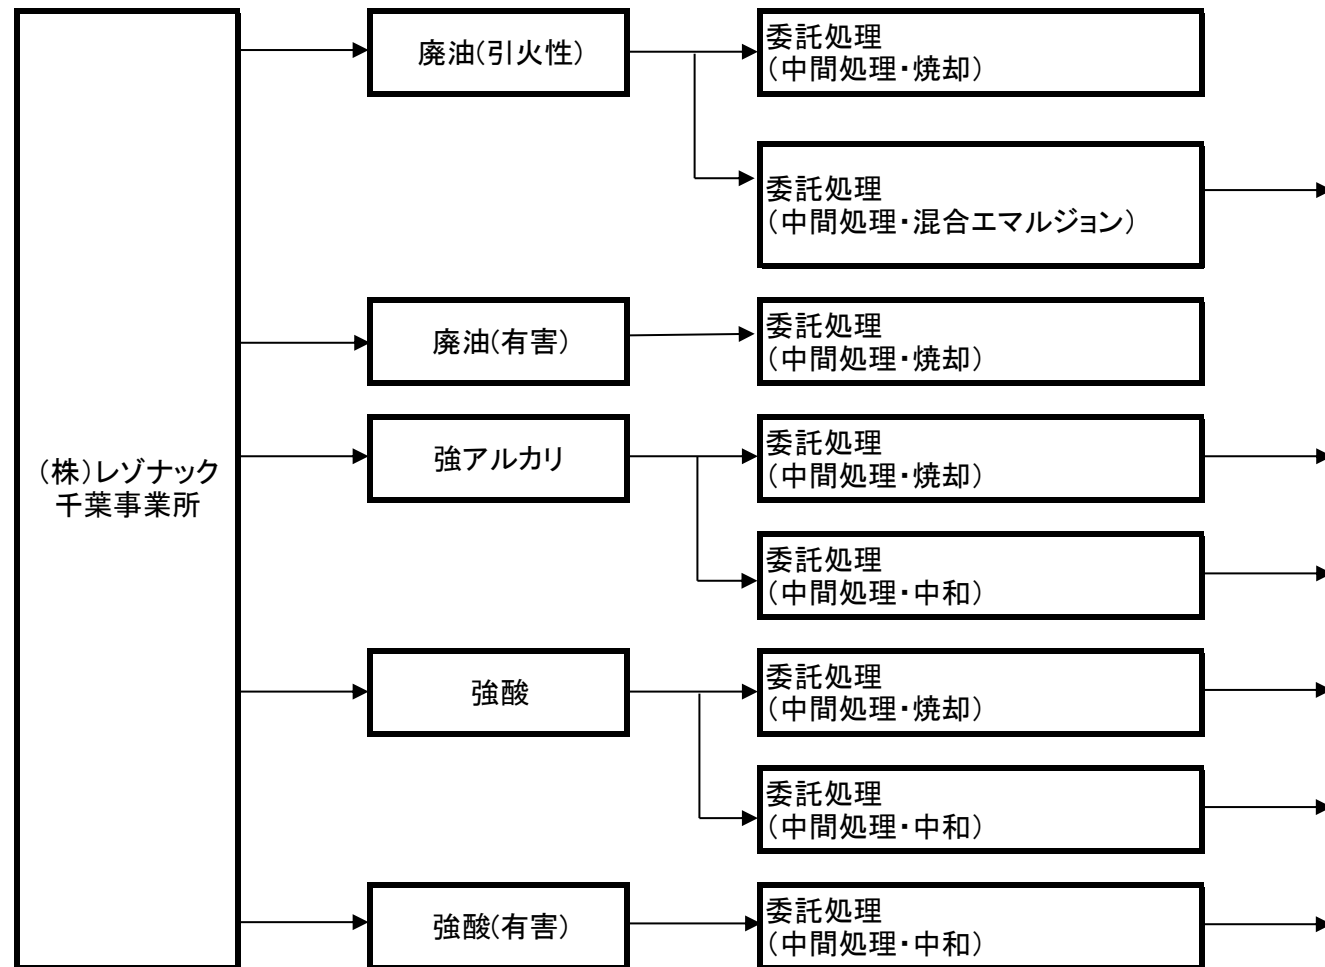 (株)レゾナック
千葉事業所
廃油(引火性)
委託処理
(中間処理・焼却)
委託処理
(中間処理・混合エマルジョン)
廃油(有害)
委託処理
(中間処理・焼却)
強アルカリ
委託処理
(中間処理・焼却)
委託処理
(中間処理・中和)
強酸
委託処理
(中間処理・焼却)
委託処理
(中間処理・中和)
強酸(有害)
委託処理
(中間処理・中和)